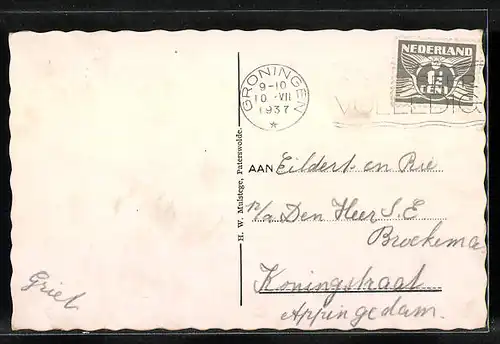 NEDERLAND
1½
CENT
GRONINGEN
9-10
10 ·VII
1937
VOLLEDIG
H. W. Mulstege, Paterswolde.
AAN Eildert en Rie
p/a Den Heer S. E
Broekema
Koningstraat
Appingedam.
Griet